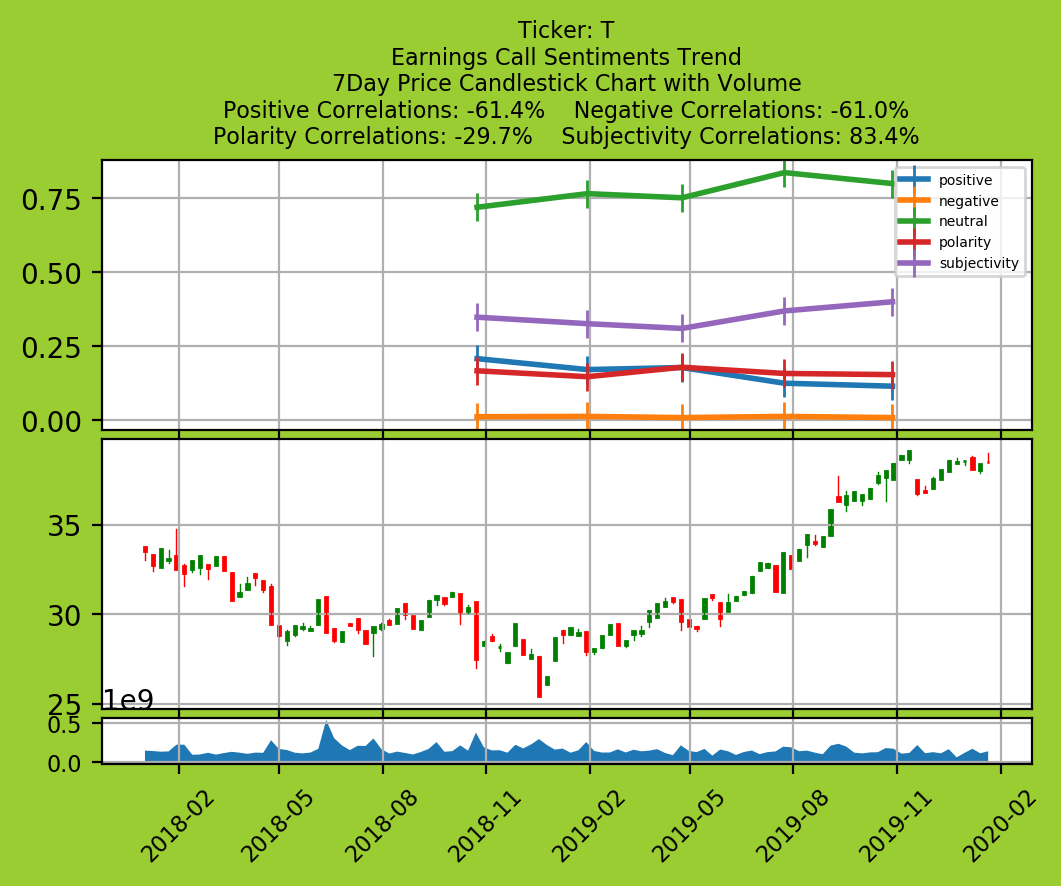 Ticker: T
Earnings Call Sentiments Trend
7Day Price Candlestick Chart with Volume
Positive Correlations: -61.4%    Negative Correlations: -61.0%
Polarity Correlations: -29.7%    Subjectivity Correlations: 83.4%
0.75
0.50
0.25
0.00
positive
negative
neutral
polarity
subjectivity
35
30
25
1e9
0.5
0.0
2018-02
2018-05
2018-08
2018-11
2019-02
2019-05
2019-08
2019-11
2020-02